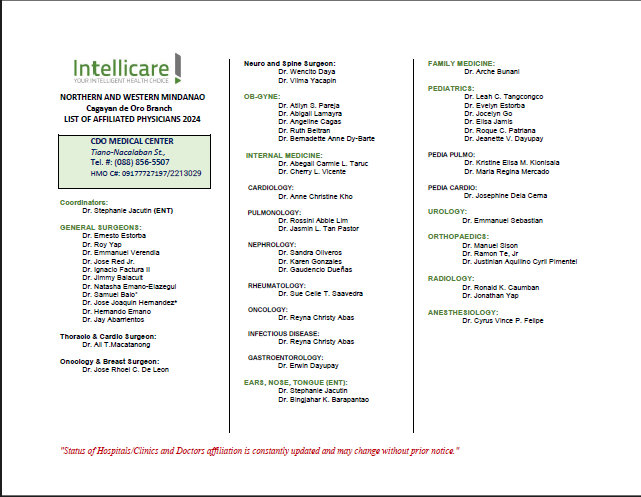 Intellicare
YOUR INTELLIGENT HEALTH CHOICE
NORTHERN AND WESTERN MINDANAO
Cagayan de Oro Branch
LIST OF AFFILIATED PHYSICIANS 2024
CDO MEDICAL CENTER
Tiano-Nacalaban St.,
Tel. #: (088) 856-5507
HMO C#: 09177727197/2213029
Coordinators:
Dr. Stephanie Jacutin (ENT)
GENERAL SURGEONS:
Dr. Ernesto Estorba
Dr. Roy Yap
Dr. Emmanuel Verendia
Dr. Jose Red Jr.
Dr. Ignacio Factura II
Dr. Jimmy Balacuit
Dr. Natasha Emano-Elazegui
Dr. Samuel Balo*
Dr. Jose Joaquin Hernandez*
Dr. Hernando Emano
Dr. Jay Abarrientos
Thoracic & Cardio Surgeon:
Dr. Ali T.Macatanong
Oncology & Breast Surgeon:
Dr. Jose Rhoel C. De Leon
Neuro and Spine Surgeon:
Dr. Wencito Daya
Dr. Vilma Yacapin
OB-GYNE:
Dr. Atilyn S. Pareja
Dr. Abigail Lamayra
Dr. Angeline Cagas
Dr. Ruth Beltran
Dr. Bernadette Anne Dy-Barte
INTERNAL MEDICINE:
Dr. Abegail Carmie L. Taruc
Dr. Cherry L. Vicente
CARDIOLOGY:
Dr. Anne Christine Kho
PULMONOLOGY:
Dr. Rossini Abbie Lim
Dr. Jasmin L. Tan Pastor
NEPHROLOGY:
Dr. Sandra Oliveros
Dr. Karen Gonzales
Dr. Gaudencio Dueñas
RHEUMATOLOGY:
Dr. Sue Celle T. Saavedra
ONCOLOGY:
Dr. Reyna Christy Abas
INFECTIOUS DISEASE:
Dr. Reyna Christy Abas
GASTROENTOROLOGY:
Dr. Erwin Dayupay
EARS, NOSE, TONGUE (ENT):
Dr. Stephanie Jacutin
Dr. Bingjahar K. Barapantao
FAMILY MEDICINE:
Dr. Arche Bunani
PEDIATRICS:
Dr. Leah C. Tangcongco
Dr. Evelyn Estorba
Dr. Jocelyn Go
Dr. Elisa Jamis
Dr. Roque C. Patriana
Dr. Jeanette V. Dayupay
PEDIA PULMO:
Dr. Kristine Elisa M. Kionisala
Dr. Maria Regina Mercado
PEDIA CARDIO:
Dr. Josephine Dela Cerna
UROLOGY:
Dr. Emmanuel Sebastian
ORTHOPAEDICS:
Dr. Manuel Sison
Dr. Ramon Te, Jr
Dr. Justinian Aquilino Cyril Pimentel
RADIOLOGY:
Dr. Ronald K. Caumban
Dr. Jonathan Yap
ANESTHESIOLOGY:
Dr. Cyrus Vince P. Felipe
"Status of Hospitals/Clinics and Doctors affiliation is constantly updated and may change without prior notice."